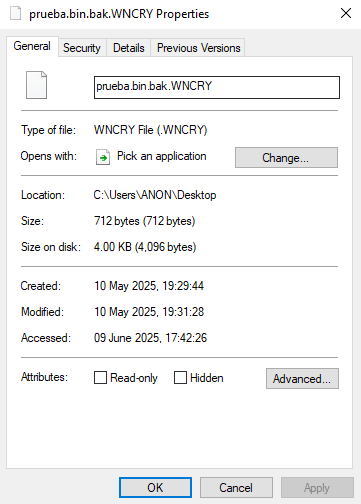 prueba.bin.bak.WNCRY Properties
General Security Details Previous Versions
prueba.bin.bak.WNCRY
Type of file: WNCRY File (.WNCRY)
Opens with: Pick an application Change...
Location: C:\Users\ANON\Desktop
Size: 712 bytes (712 bytes)
Size on disk: 4.00 KB (4,096 bytes)
Created: 10 May 2025, 19:29:44
Modified: 10 May 2025, 19:31:28
Accessed: 09 June 2025, 17:42:26
Attributes: Read-only Hidden Advanced...
OK Cancel Apply